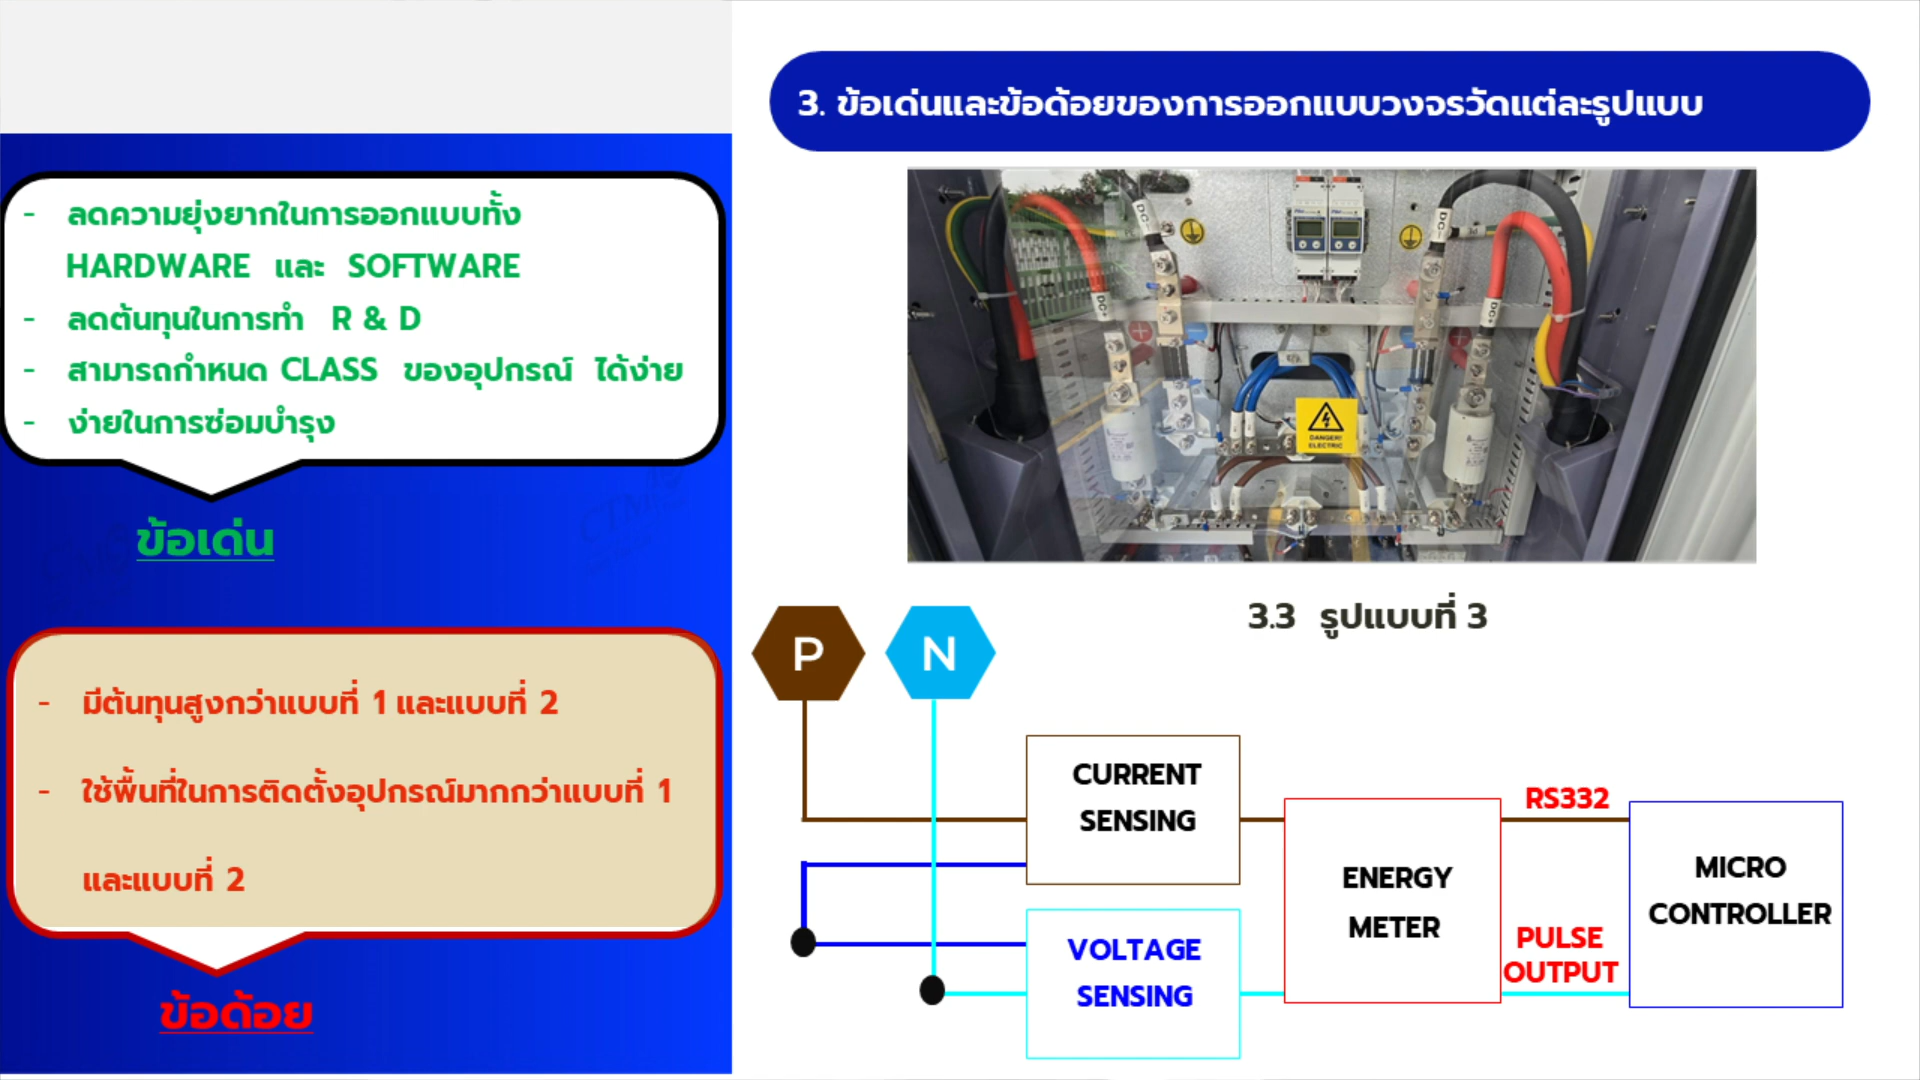 3. ข้อเด่นและข้อด้อยของการออกแบบวงจรวัดแต่ละรูปแบบ
- ลดความยุ่งยากในการออกแบบทั้ง
HARDWARE และ SOFTWARE
- ลดต้นทุนในการทำ R & D
- สามารถกำหนด CLASS ของอุปกรณ์ ได้ง่าย
- ง่ายในการซ่อมบำรุง
ข้อเด่น
- มีต้นทุนสูงกว่าแบบที่ 1 และแบบที่ 2
- ใช้พื้นที่ในการติดตั้งอุปกรณ์มากกว่าแบบที่ 1
และแบบที่ 2
ข้อด้อย
DC-
DC-
DC+
DC+
DANGER!
ELECTRIC
3.3 รูปแบบที่ 3
P
N
CURRENT
SENSING
VOLTAGE
SENSING
ENERGY
METER
RS332
PULSE
OUTPUT
MICRO
CONTROLLER